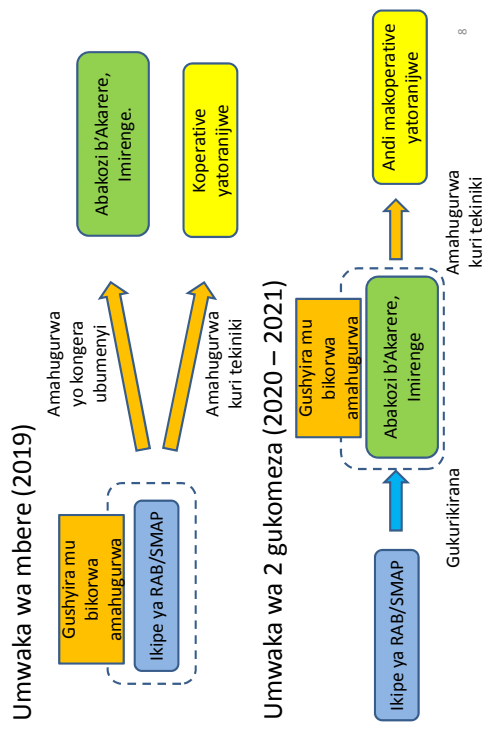 Umwaka wa mbere (2019)
Gushyira mu
bikorwa
amahugurwa
Ikipe ya RAB/SMAP
Amahugurwa
yo kongera
ubumenyi
Amahugurwa
kuri tekiniki
Abakozi b’Akarere,
Imirenge.
Koperative
yatoranijwe
Umwaka wa 2 gukomeza (2020 – 2021)
Ikipe ya RAB/SMAP
Gukurikirana
Gushyira mu
bikorwa
amahugurwa
Abakozi b’Akarere,
Imirenge
Amahugurwa
kuri tekiniki
Andi makoperative
yatoranijwe
8